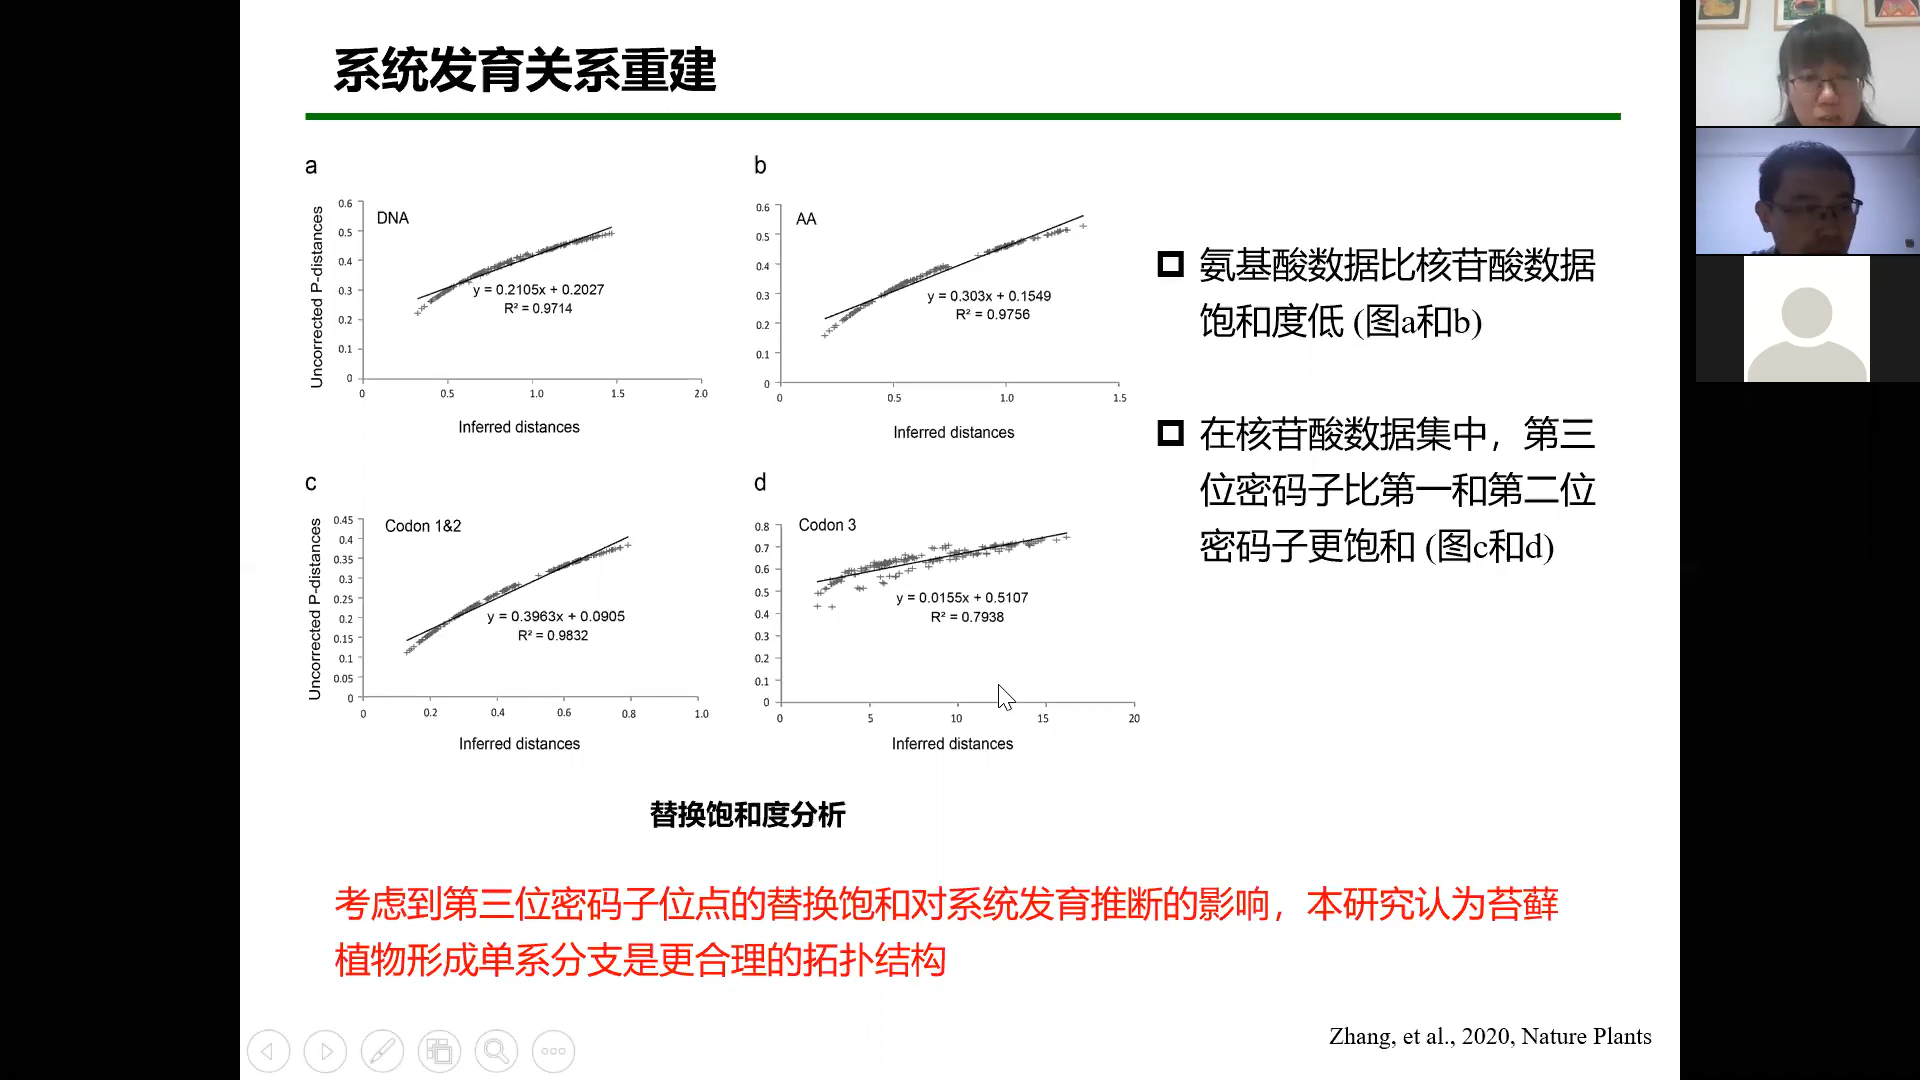 系统发育关系重建
a
Uncorrected P-distances
0.6
0.5
0.4
0.3
0.2
0.1
0
DNA
y = 0.2105x + 0.2027
R² = 0.9714
0 0.5 1.0 1.5 2.0
Inferred distances
b
0.6
0.5
0.4
0.3
0.2
0.1
0
AA
y = 0.303x + 0.1549
R² = 0.9756
0 0.5 1.0 1.5
Inferred distances
c
Uncorrected P-distances
0.45
0.4
0.35
0.3
0.25
0.2
0.15
0.1
0.05
0
Codon 1&2
y = 0.3963x + 0.0905
R² = 0.9832
0 0.2 0.4 0.6 0.8 1.0
Inferred distances
d
0.8
0.7
0.6
0.5
0.4
0.3
0.2
0.1
0
Codon 3
y = 0.0155x + 0.5107
R² = 0.7938
0 5 10 15 20
Inferred distances
替换饱和度分析
氨基酸数据比核苷酸数据
饱和度低 (图a和b)
在核苷酸数据集中，第三
位密码子比第一和第二位
密码子更饱和 (图c和d)
考虑到第三位密码子位点的替换饱和对系统发育推断的影响，本研究认为苔藓
植物形成单系分支是更合理的拓扑结构
Zhang, et al., 2020, Nature Plants